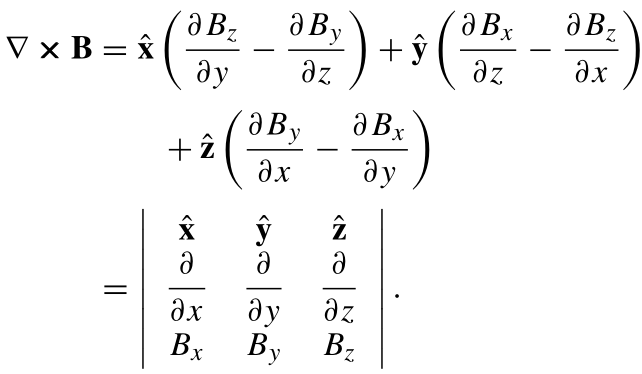 ∇ × B = x̂ (∂B_z/∂y − ∂B_y/∂z) + ŷ (∂B_x/∂z − ∂B_z/∂x)
+ ẑ (∂B_y/∂x − ∂B_x/∂y)
= | x̂ ŷ ẑ |
| ∂/∂x ∂/∂y ∂/∂z |
| B_x B_y B_z | .